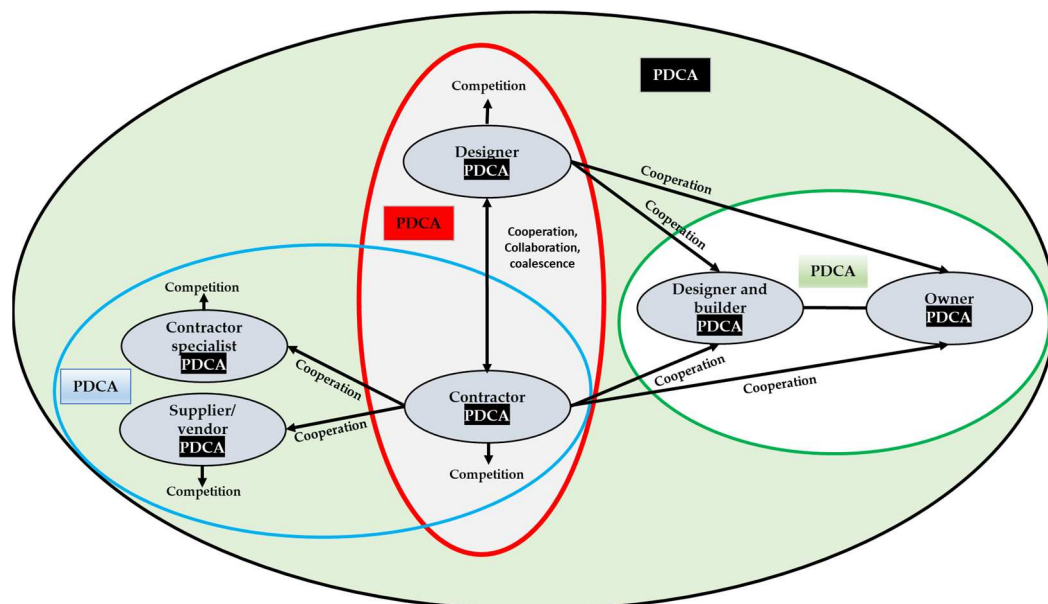 PDCA
Competition
Designer
PDCA
Cooperation
Cooperation
PDCA
Cooperation,
Collaboration,
coalescence
PDCA
Designer and
builder
PDCA
Owner
PDCA
Competition
Contractor
specialist
PDCA
PDCA
Cooperation
Supplier/
vendor
PDCA
Cooperation
Contractor
PDCA
Cooperation
Cooperation
Competition
Competition